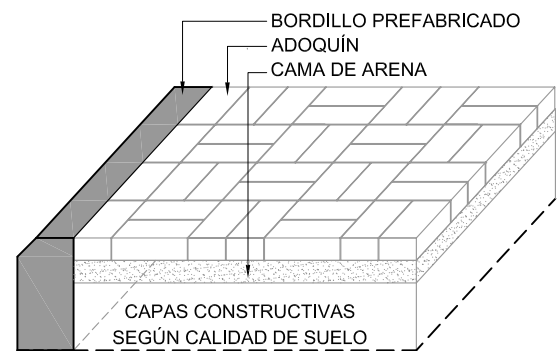 BORDILLO PREFABRICADO
ADOQUÍN
CAMA DE ARENA
CAPAS CONSTRUCTIVAS
SEGÚN CALIDAD DE SUELO